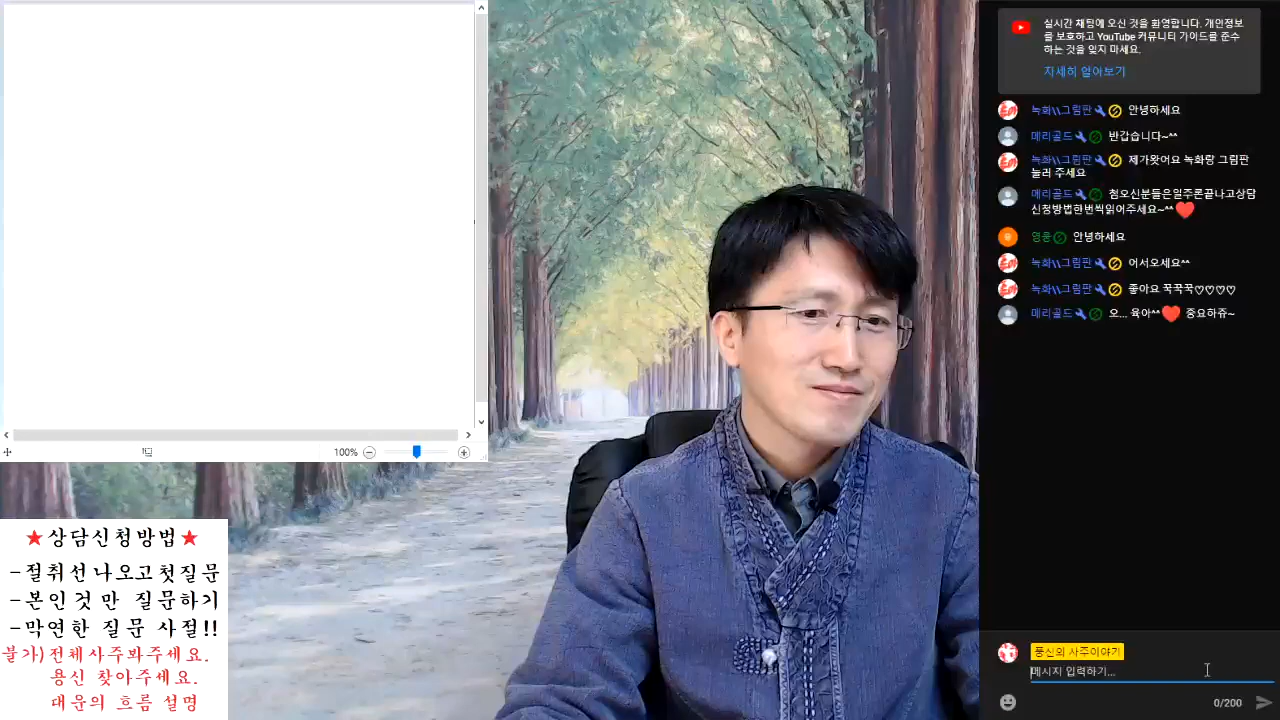 100%
★상담신청방법★
-절취선나오고첫질문
-본인것만 질문하기
-막연한 질문 사절!!
불가)전체사주봐주세요.
용신 찾아주세요.
대운의 흐름 설명
실시간 채팅에 오신 것을 환영합니다. 개인정보
를 보호하고 YouTube 커뮤니티 가이드를 준수
하는 것을 잊지 마세요.
자세히 알아보기
녹화\\그림판 안녕하세요
메리골드 반갑습니다~^^
녹화\\그림판 제가왓어요 녹화랑 그림판
눌러 주세요
메리골드 첨오신분들은일주론끝나고상담
신청방법한번씩읽어주세요~^^
영웅 안녕하세요
녹화\\그림판 어서오세요^^
녹화\\그림판 좋아요 꾹꾹꾹♡♡♡♡
메리골드 오... 육아^^ 중요하쥬~
풍신의 사주이야기
메시지 입력하기...
0/200